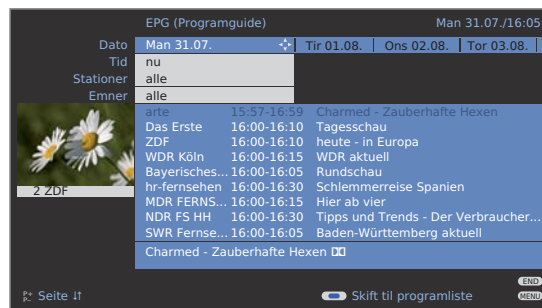 EPG (Programguide) Man 31.07./16:05
Dato Man 31.07. Tir 01.08. Ons 02.08. Tor 03.08.
Tid nu
Stationer alle
Emner alle
arte 15:57-16:59 Charmed - Zauberhafte Hexen
Das Erste 16:00-16:10 Tagesschau
ZDF 16:00-16:10 heute - in Europa
WDR Köln 16:00-16:15 WDR aktuell
Bayerisches... 16:00-16:05 Rundschau
hr-fernsehen 16:00-16:30 Schlemmerreise Spanien
MDR FERNS... 16:00-16:15 Hier ab vier
NDR FS HH 16:00-16:30 Tipps und Trends - Der Verbraucher...
SWR Fernse... 16:00-16:05 Baden-Württemberg aktuell
2 ZDF
Charmed - Zauberhafte Hexen
END
P+ P- Seite Skift til programliste MENU